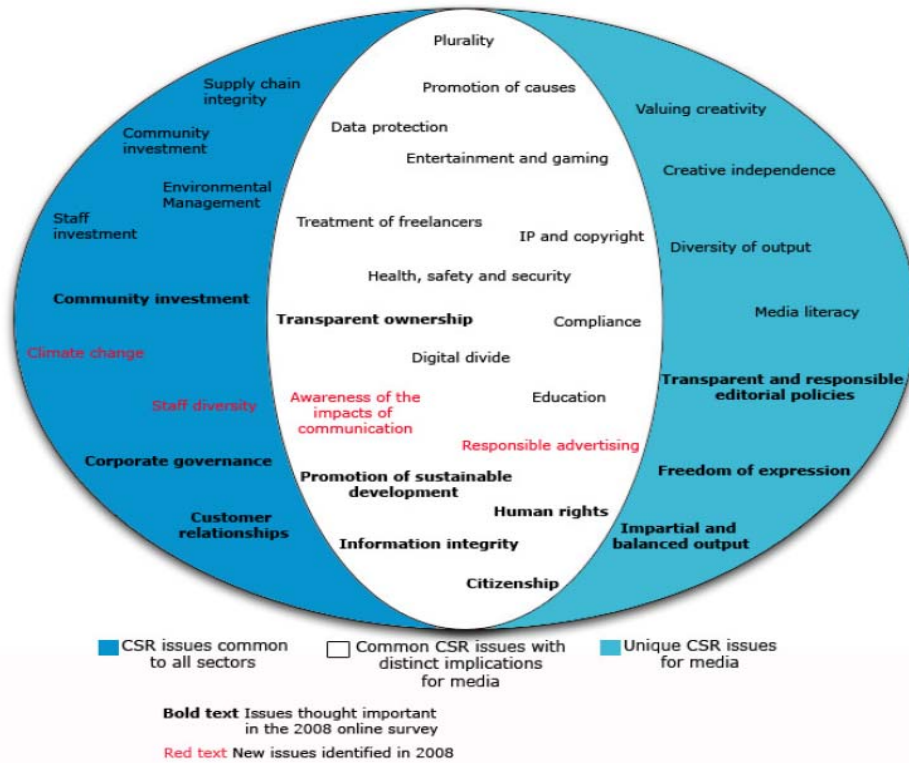 Plurality
Supply chain
integrity
Promotion of causes
Valuing creativity
Community
investment
Data protection
Entertainment and gaming
Creative independence
Environmental
Management
Staff
investment
Treatment of freelancers
IP and copyright
Diversity of output
Health, safety and security
Community investment
Transparent ownership
Compliance
Media literacy
Climate change
Digital divide
Transparent and responsible
editorial policies
Staff diversity
Awareness of the
impacts of
communication
Education
Responsible advertising
Corporate governance
Promotion of sustainable
development
Freedom of expression
Customer
relationships
Human rights
Impartial and
balanced output
Information integrity
Citizenship
CSR issues common
to all sectors
Common CSR issues with
distinct implications
for media
Unique CSR issues
for media
Bold text Issues thought important
in the 2008 online survey
Red text New issues identified in 2008